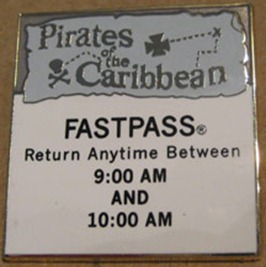 Pirates
of the
Caribbean
FASTPASS®
Return Anytime Between
9:00 AM
AND
10:00 AM